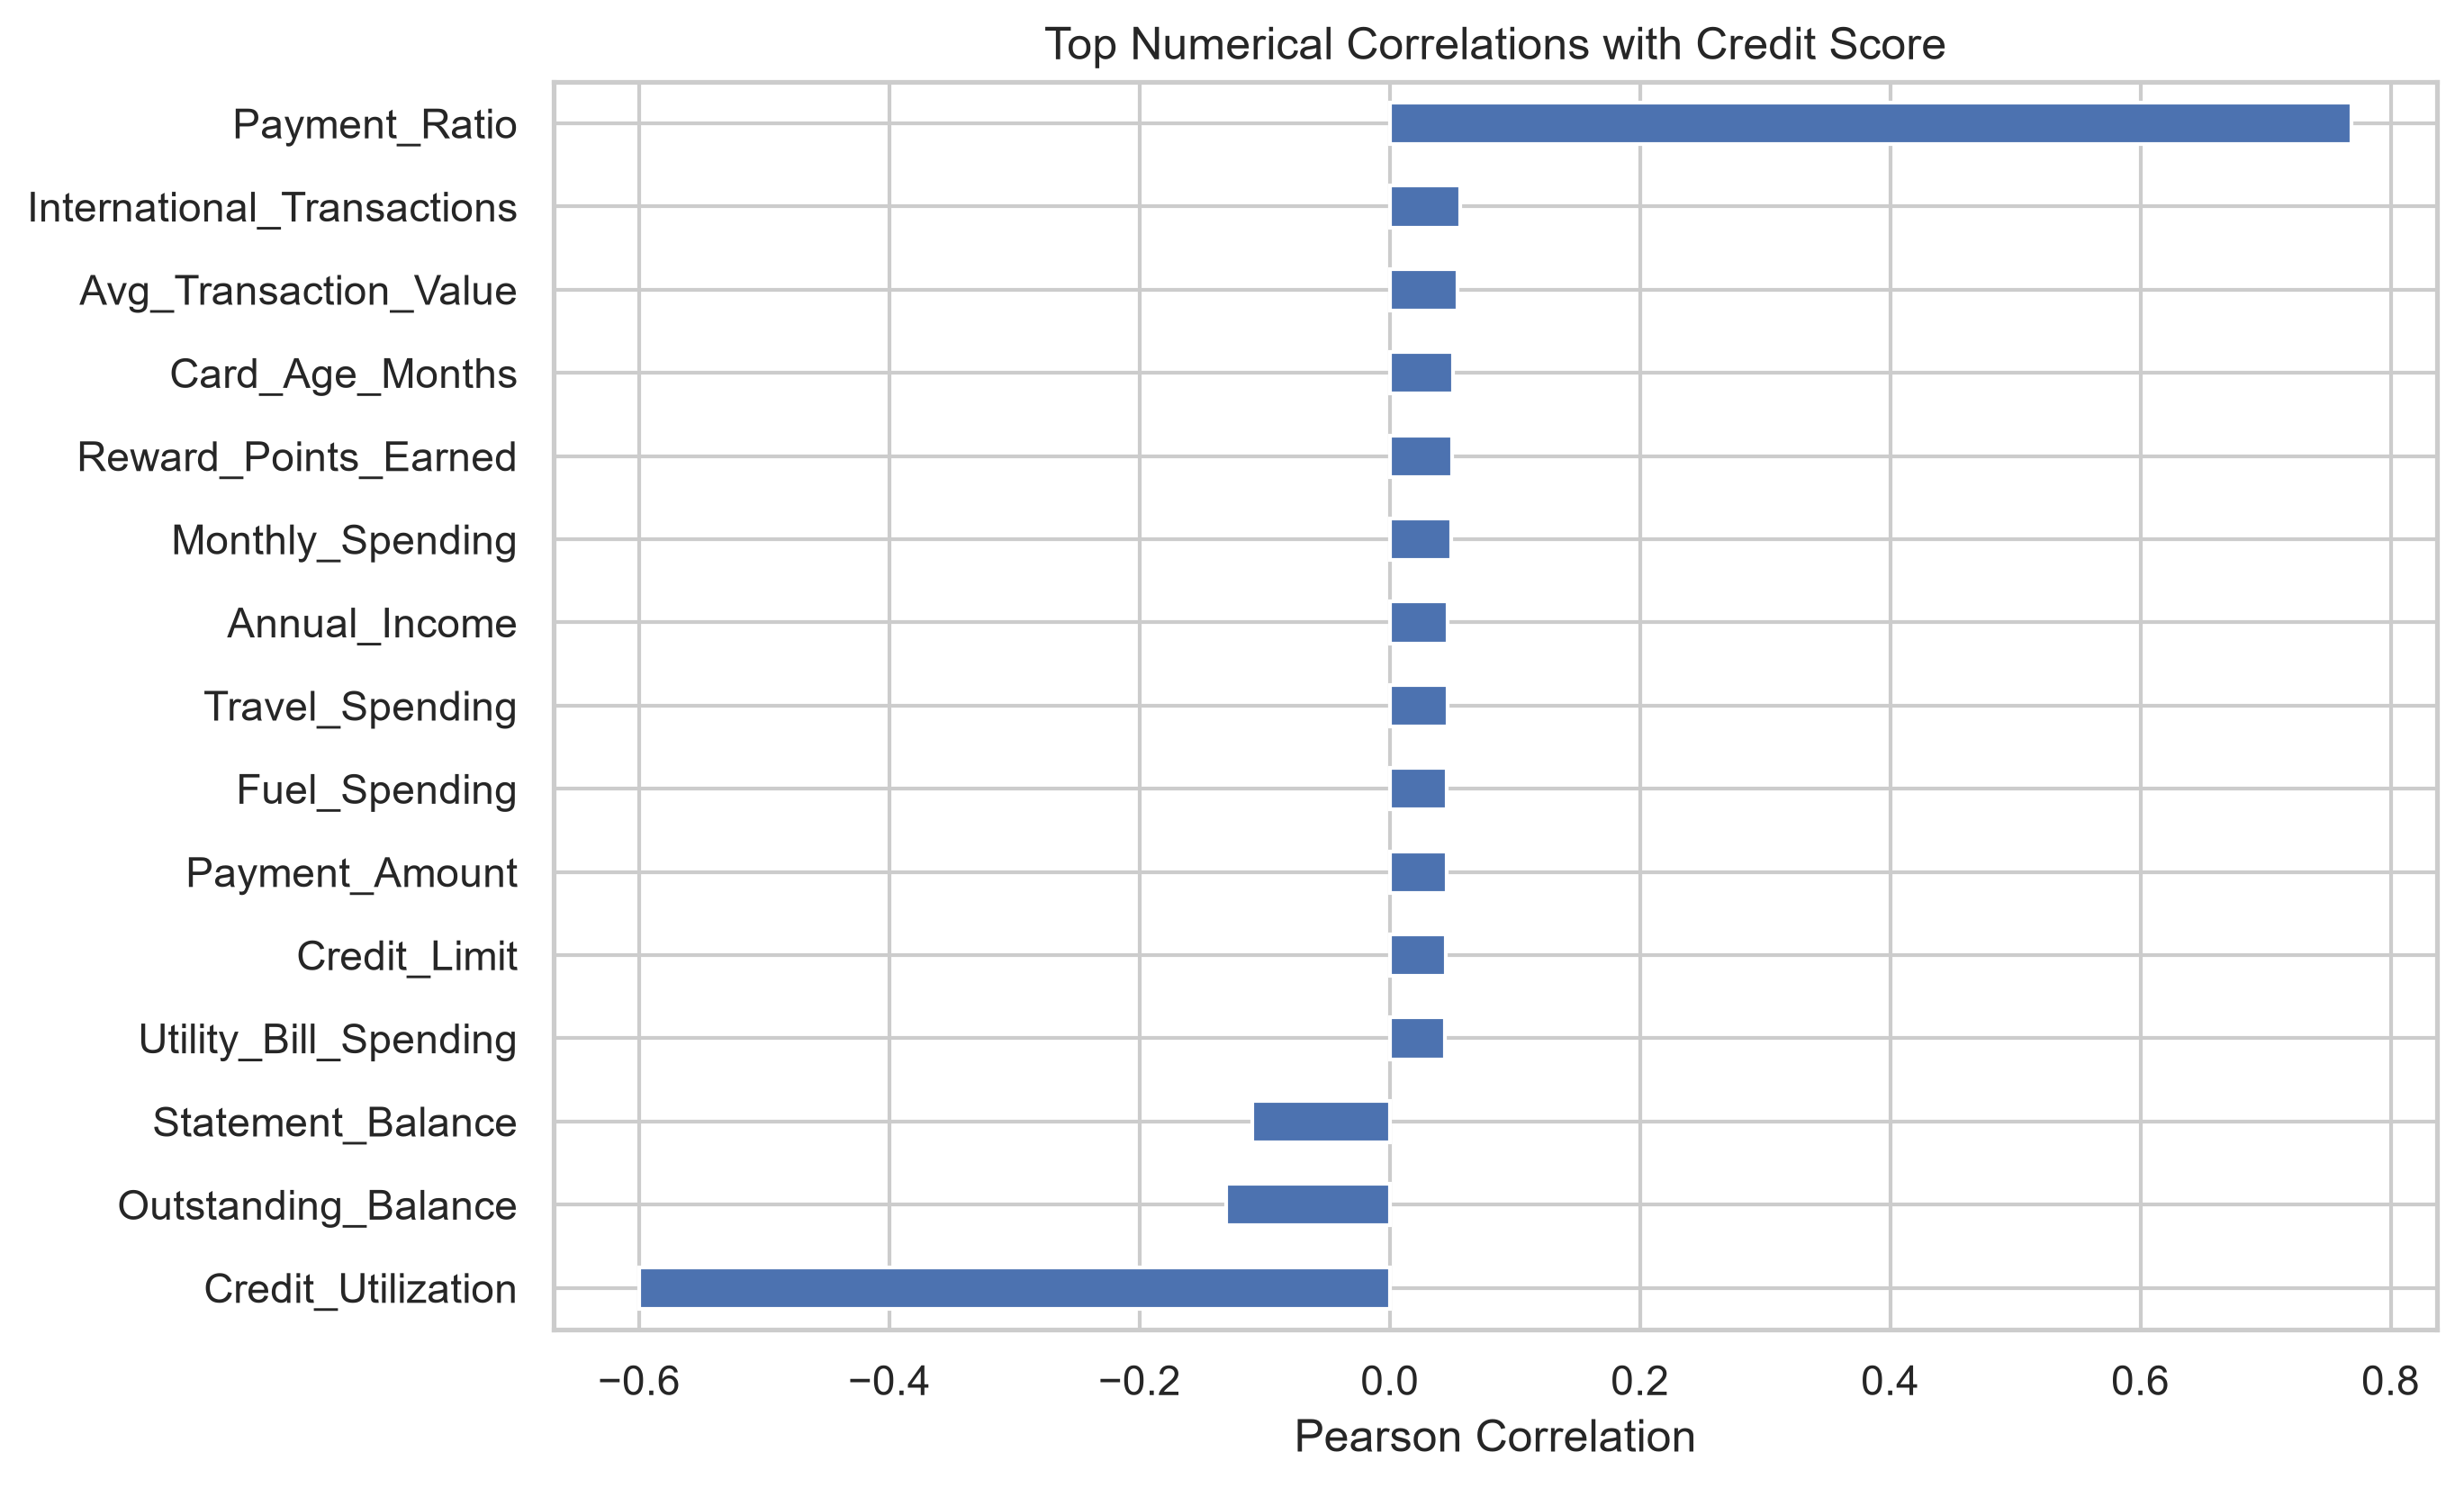 Top Numerical Correlations with Credit Score
Payment_Ratio
International_Transactions
Avg_Transaction_Value
Card_Age_Months
Reward_Points_Earned
Monthly_Spending
Annual_Income
Travel_Spending
Fuel_Spending
Payment_Amount
Credit_Limit
Utility_Bill_Spending
Statement_Balance
Outstanding_Balance
Credit_Utilization
−0.6 −0.4 −0.2 0.0 0.2 0.4 0.6 0.8
Pearson Correlation